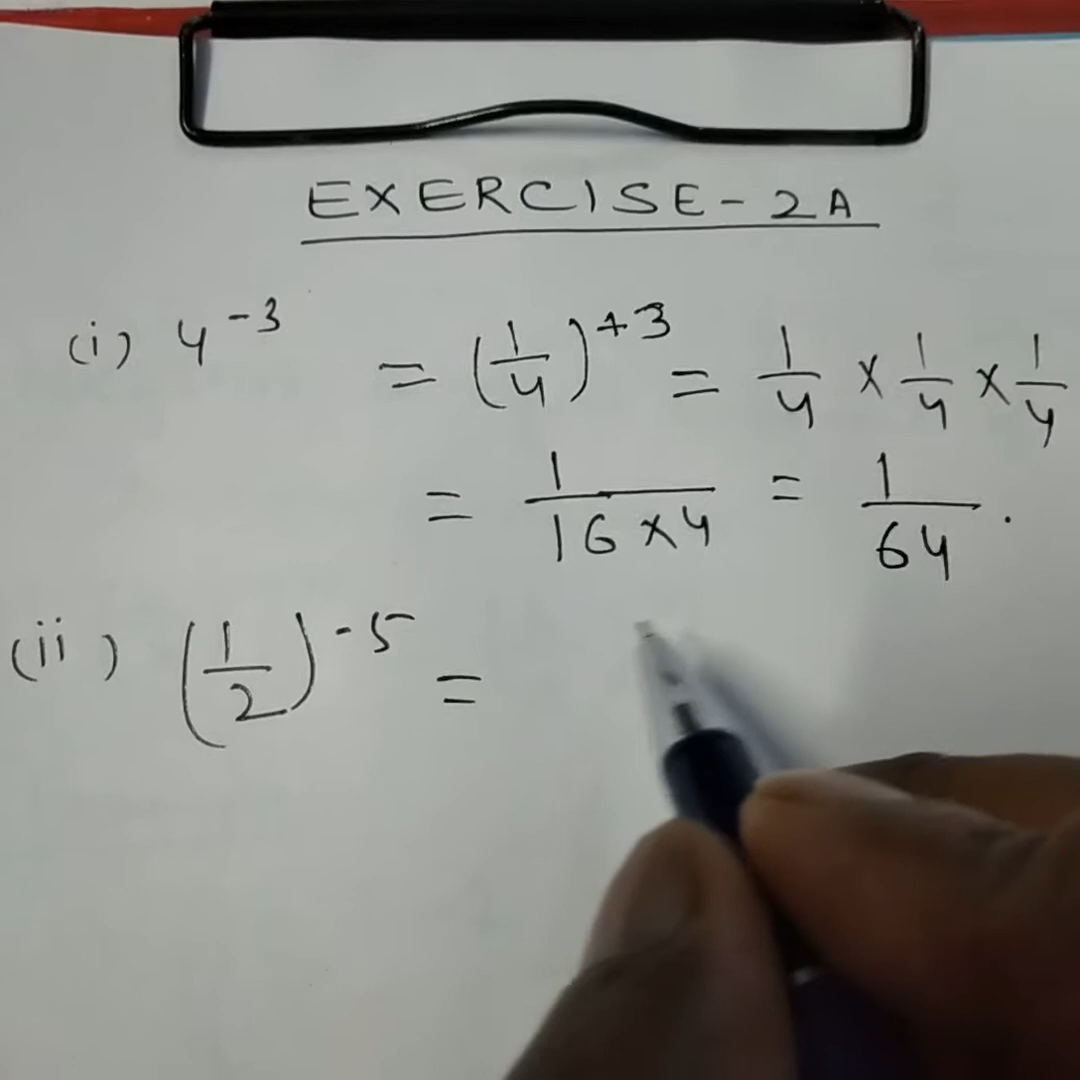 EXERCISE-2A
(i) 4⁻³ = (1/4)⁺³ = 1/4 × 1/4 × 1/4
= 1/(16×4) = 1/64.
(ii) (1/2)⁻⁵ =